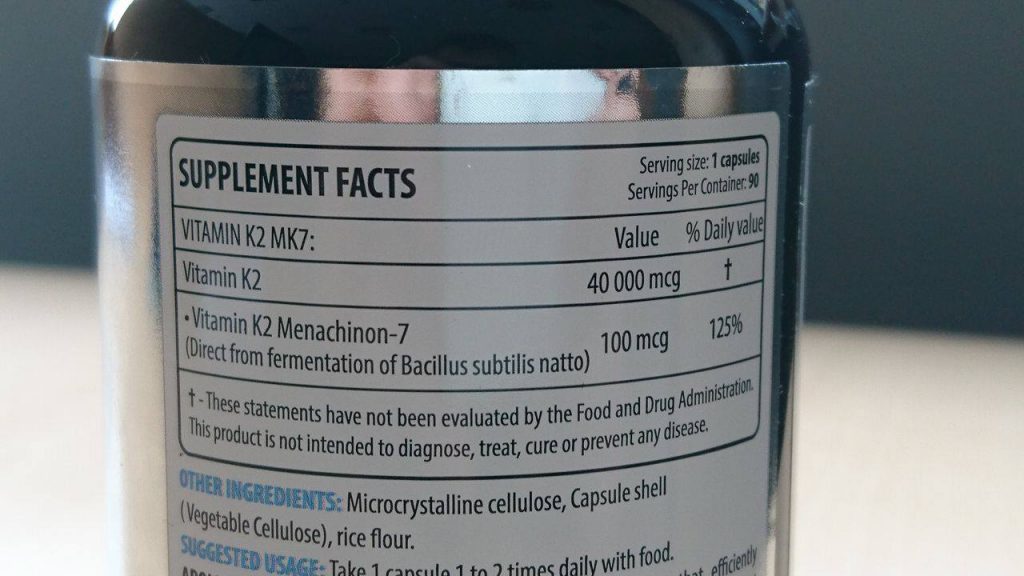 SUPPLEMENT FACTS
Serving size: 1 capsules
Servings Per Container: 90
VITAMIN K2 MK7: Value % Daily value
Vitamin K2 40 000 mcg †
• Vitamin K2 Menachinon-7
(Direct from fermentation of Bacillus subtilis natto) 100 mcg 125%
† - These statements have not been evaluated by the Food and Drug Administration.
This product is not intended to diagnose, treat, cure or prevent any disease.
OTHER INGREDIENTS: Microcrystalline cellulose, Capsule shell
(Vegetable Cellulose), rice flour.
SUGGESTED USAGE: Take 1 capsule 1 to 2 times daily with food.
that efficiently